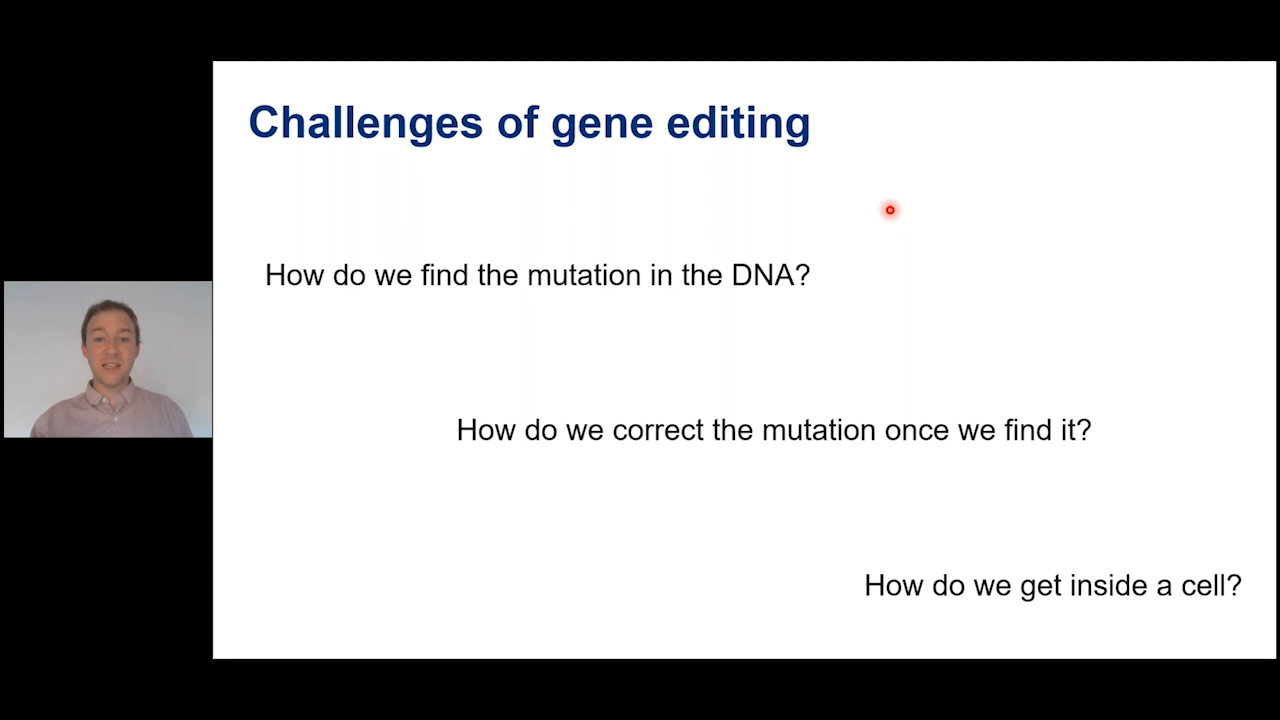 Challenges of gene editing
How do we find the mutation in the DNA?
How do we correct the mutation once we find it?
How do we get inside a cell?